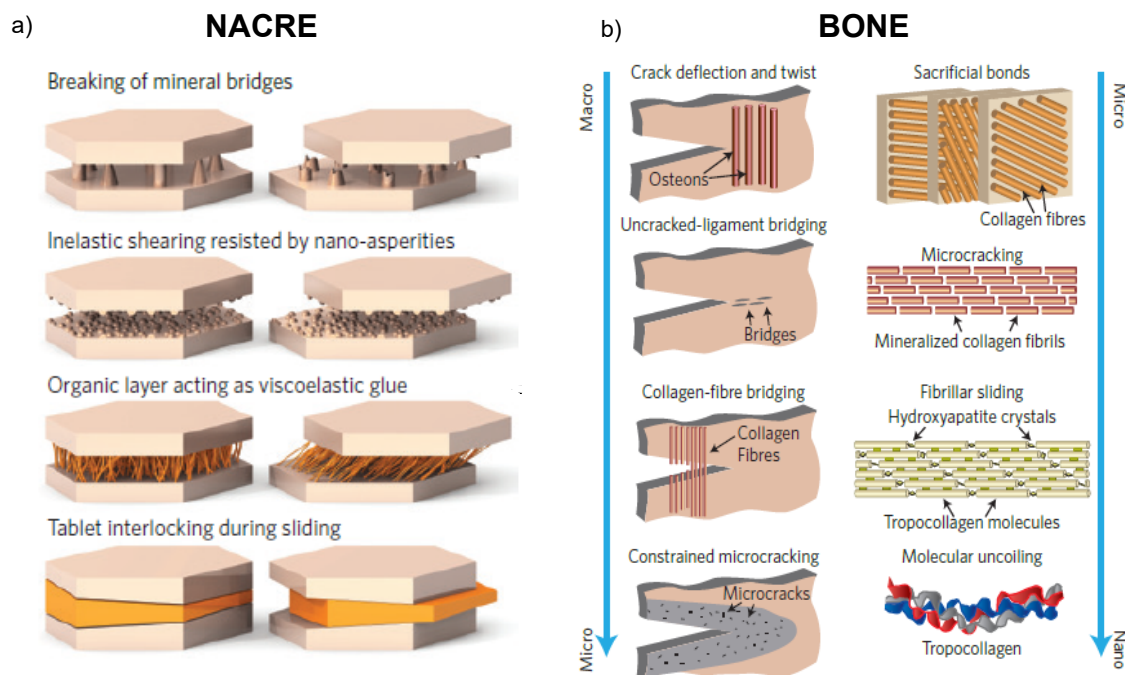 a)
NACRE
Breaking of mineral bridges
Inelastic shearing resisted by nano-asperities
Organic layer acting as viscoelastic glue
Tablet interlocking during sliding
b)
BONE
Macro
Micro
Crack deflection and twist
Osteons
Uncracked-ligament bridging
Bridges
Collagen-fibre bridging
Collagen
Fibres
Constrained microcracking
Microcracks
Sacrificial bonds
Collagen fibres
Microcracking
Mineralized collagen fibrils
Fibrillar sliding
Hydroxyapatite crystals
Tropocollagen molecules
Molecular uncoiling
Tropocollagen
Micro
Nano